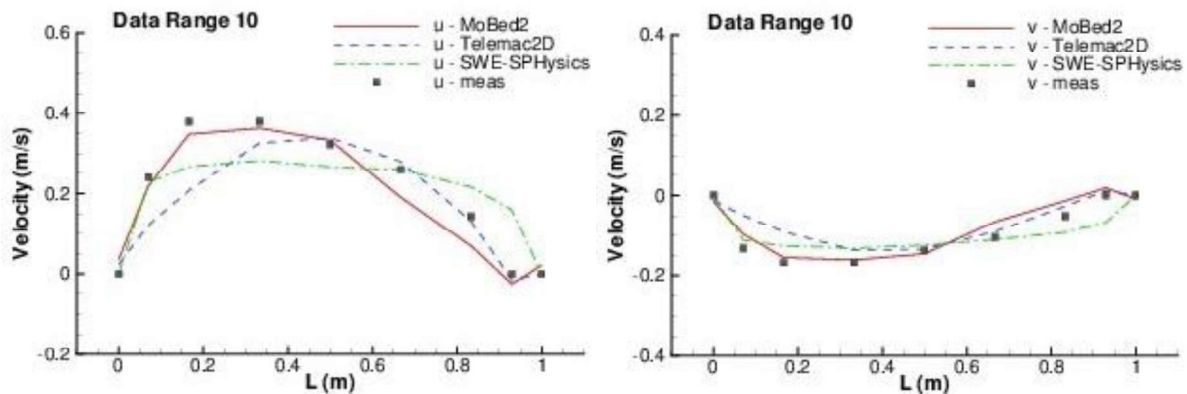 Data Range 10
u - MoBed2
u - Telemac2D
u - SWE-SPHysics
u - meas
Velocity (m/s)
0.6
0.4
0.2
0
-0.2
0 0.2 0.4 0.6 0.8 1
L (m)
Data Range 10
v - MoBed2
v - Telemac2D
v - SWE-SPHysics
v - meas
Velocity (m/s)
0.4
0.2
0
-0.2
-0.4
0 0.2 0.4 0.6 0.8 1
L (m)